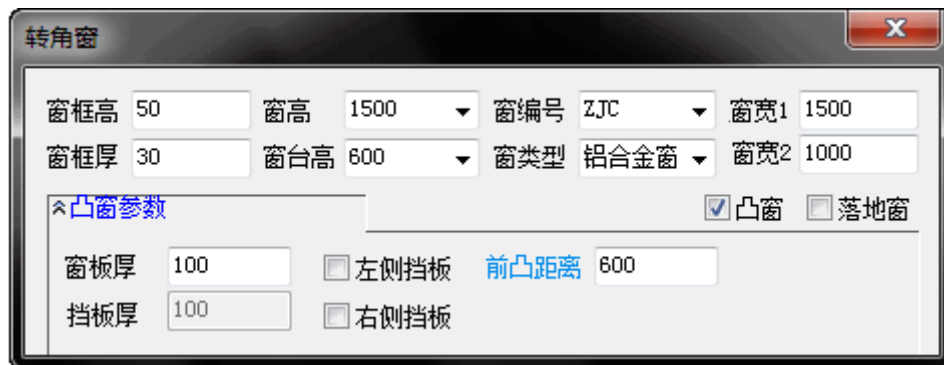 转角窗
窗框高 50 窗高 1500 窗编号 ZJC 窗宽1 1500
窗框厚 30 窗台高 600 窗类型 铝合金窗 窗宽2 1000
凸窗参数 凸窗 落地窗
窗板厚 100 左侧挡板 前凸距离 600
挡板厚 100 右侧挡板